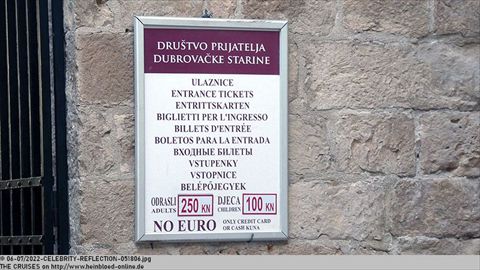 DRUŠTVO PRIJATELJA
DUBROVAČKE STARINE
ULAZNICE
ENTRANCE TICKETS
ENTRITTSKARTEN
BIGLIETTI PER L'INGRESSO
BILLETS D'ENTRÉE
BOLETOS PARA LA ENTRADA
ВХОДНЫЕ БИЛЕТЫ
VSTUPENKY
VSTOPNICE
BELÉPŐJEGYEK
ODRASLI 250 KN DJECA 100 KN
ADULTS CHILDREN
NO EURO ONLY CREDIT CARD
OR CASH KUNA
© 06-07/2022-CELEBRITY-REFLECTION-051806.jpg
THE CRUISES on http://www.heinbloed-online.de